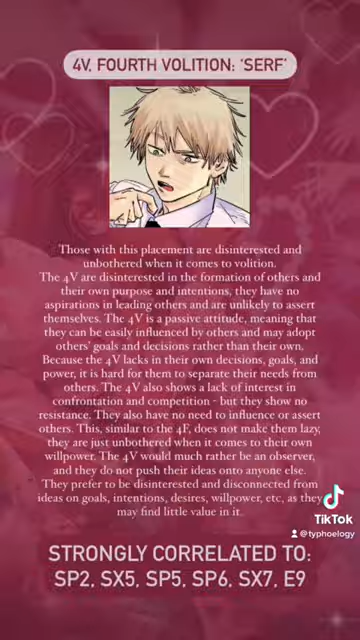 4V, FOURTH VOLITION: 'SERF'
Those with this placement are disinterested and
unbothered when it comes to volition.
The 4V are disinterested in the formation of others and
their own purpose and intentions, they have no
aspirations in leading others and are unlikely to assert
themselves. The 4V is a passive attitude, meaning that
they can be easily influenced by others and may adopt
others' goals and decisions rather than their own.
Because the 4V lacks in their own decisions, goals, and
power, it is hard for them to separate their needs from
others. The 4V also shows a lack of interest in
confrontation and competition - but they show no
resistance. They also have no need to influence or assert
others. This, similar to the 4F, does not make them lazy,
they are just unbothered when it comes to their own
willpower. The 4V would much rather be an observer,
and they do not push their ideas onto anyone else.
They prefer to be disinterested and disconnected from
ideas on goals, intentions, desires, willpower, etc, as they
may find little value in it.
TikTok
@typhoelogy
STRONGLY CORRELATED TO:
SP2, SX5, SP5, SP6, SX7, E9